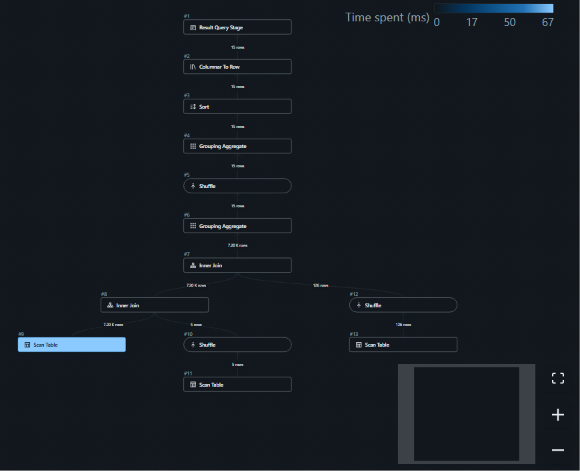 Time spent (ms)
0 17 50 67
#1
Result Query Stage
15 rows
#2
Columnar To Row
15 rows
#3
Sort
15 rows
#4
Grouping Aggregate
15 rows
#5
Shuffle
15 rows
#6
Grouping Aggregate
7.20 K rows
#7
Inner Join
7.20 K rows
126 rows
#8
Inner Join
#12
Shuffle
7.20 K rows
5 rows
126 rows
#9
Scan Table
#10
Shuffle
#13
Scan Table
5 rows
#11
Scan Table